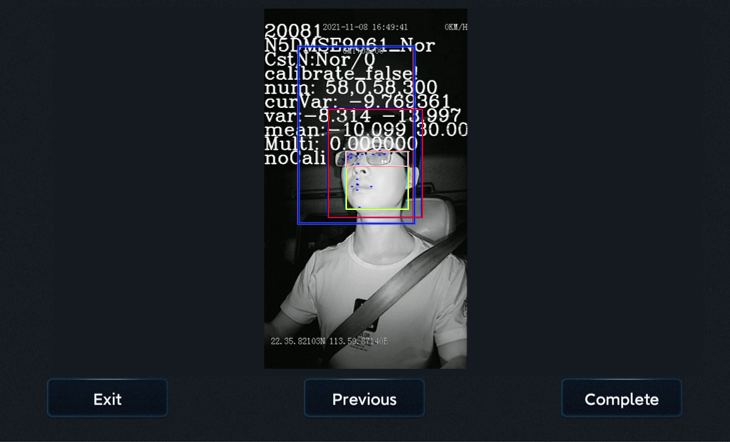 2021-11-08 16:49:41 0KM/H
20081
N5DMSE9061_Nor
CstN:Nor/0
calibrate_false!
num: 58,0,58,300
curVar: -9.769361
var:-8.314 -13.997
mean:-10.099 30.00
Multi: 0.000000
noCali
22.35.82103N 113.59.87140E
Exit Previous Complete